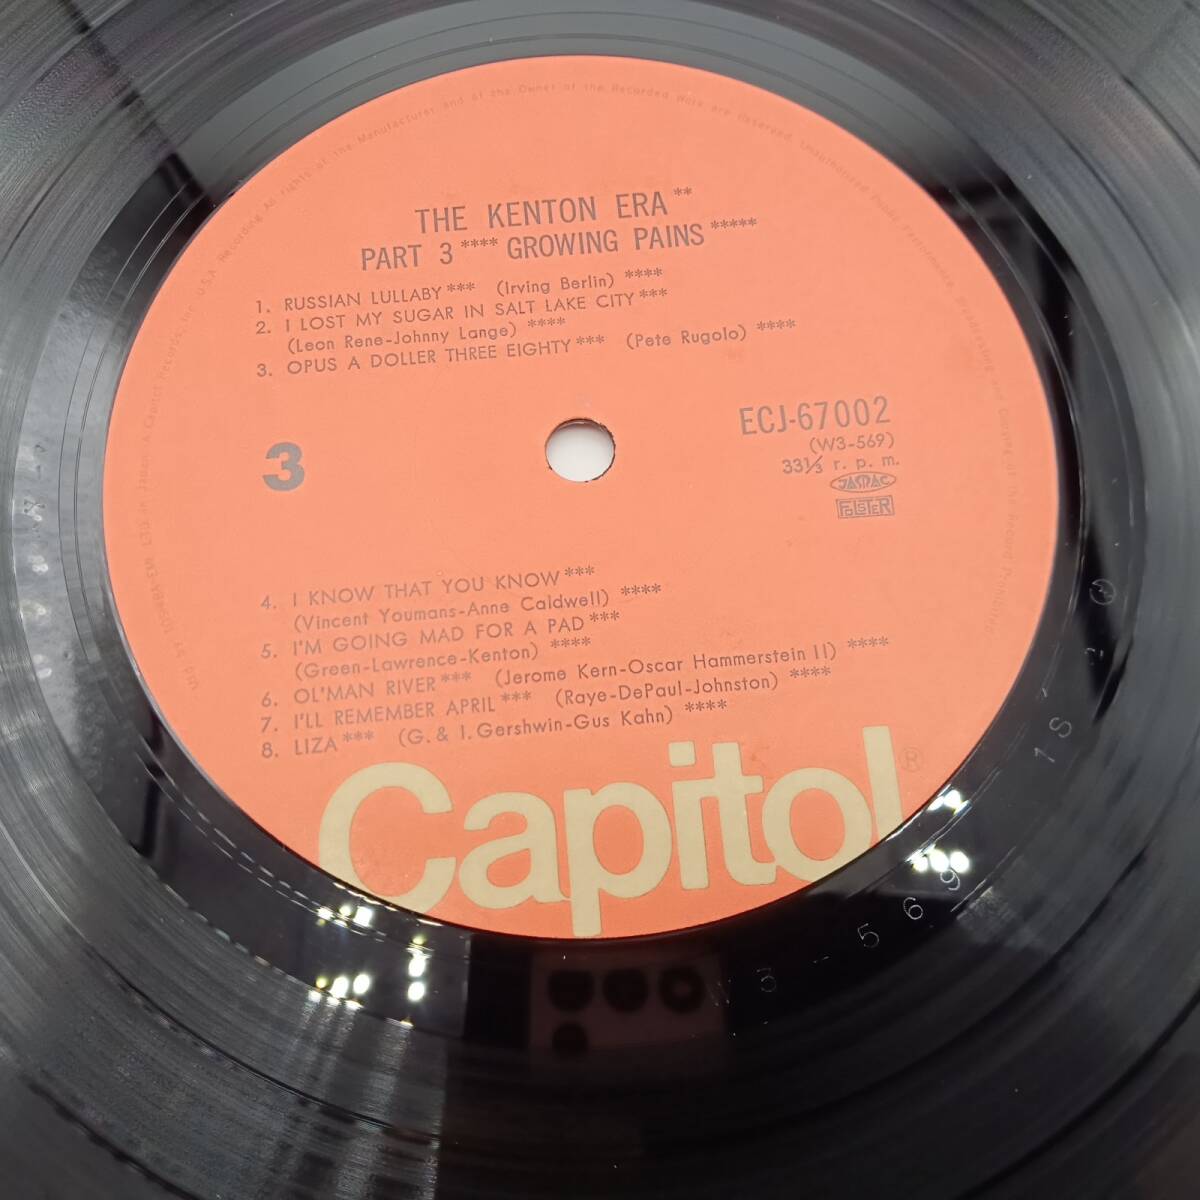 THE KENTON ERA**
PART 3**** GROWING PAINS*****
1. RUSSIAN LULLABY*** (Irving Berlin)****
2. I LOST MY SUGAR IN SALT LAKE CITY***
(Leon Rene-Johnny Lange)****
3. OPUS A DOLLER THREE EIGHTY*** (Pete Rugolo)****
3
ECJ-67002
(W3-569)
33⅓ r. p. m.
JASRAC
FOLSTER
4. I KNOW THAT YOU KNOW***
(Vincent Youmans-Anne Caldwell)****
5. I'M GOING MAD FOR A PAD***
(Green-Lawrence-Kenton)****
6. OL'MAN RIVER*** (Jerome Kern-Oscar Hammerstein II)****
7. I'LL REMEMBER APRIL*** (Raye-DePaul-Johnston)****
8. LIZA*** (G. & I. Gershwin-Gus Kahn)****
Capitol®
W3-569
1S